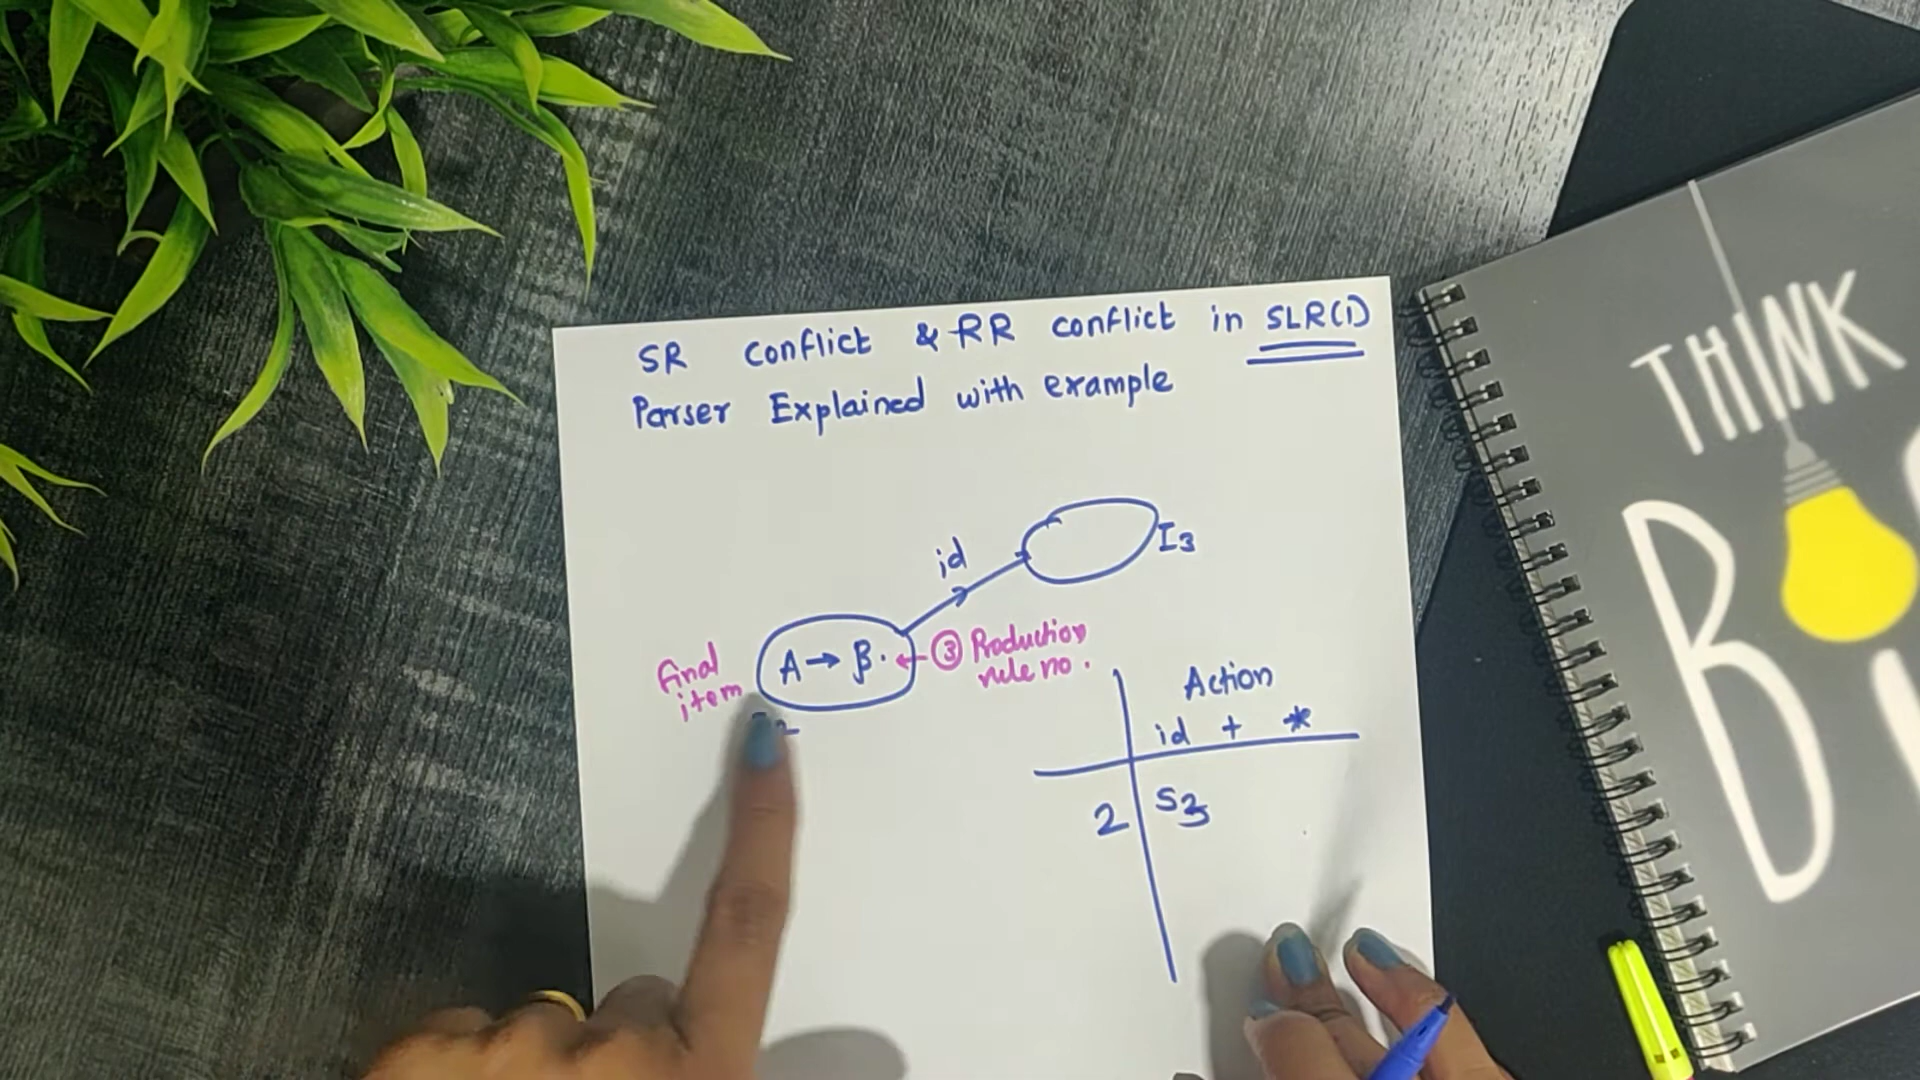 SR Conflict & RR conflict in SLR(1)
Parser Explained with example
id
I3
final
item
A → β.
← ③ Production
rule no.
Action
id + *
2 S3
THINK